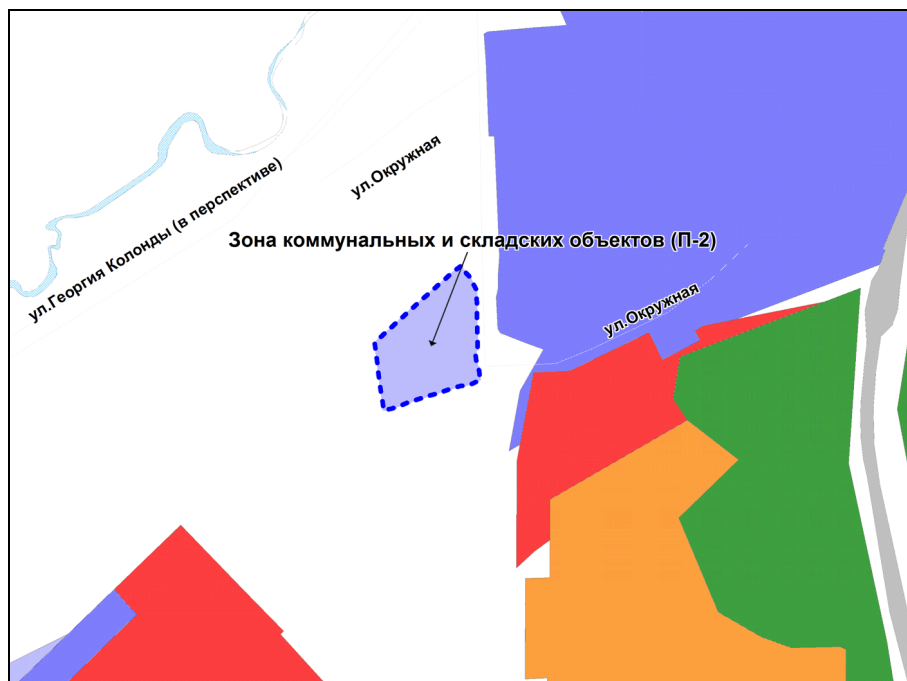 ул.Окружная
ул.Георгия Колонды (в перспективе)
Зона коммунальных и складских объектов (П-2)
ул.Окружная